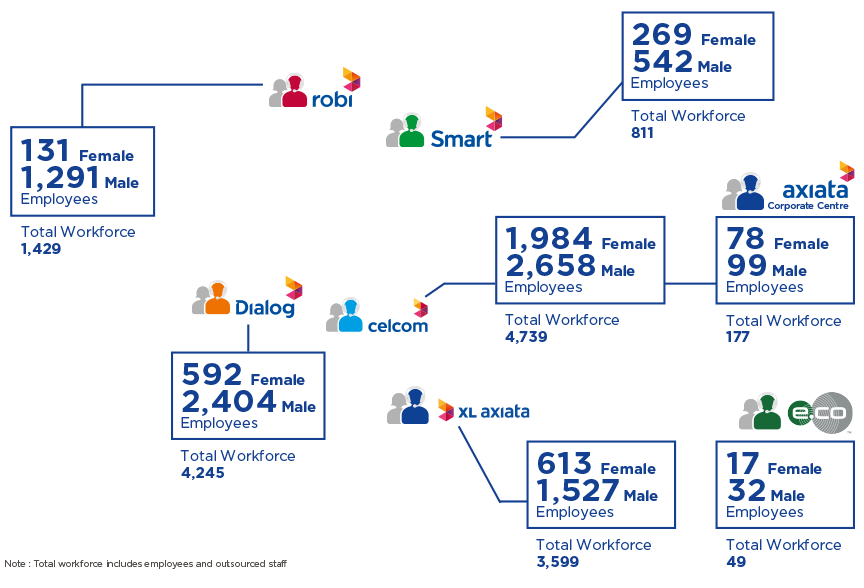 robi
131 Female
1,291 Male
Employees
Total Workforce
1,429
Smart
269 Female
542 Male
Employees
Total Workforce
811
axiata
Corporate Centre
78 Female
99 Male
Employees
Total Workforce
177
Dialog
592 Female
2,404 Male
Employees
Total Workforce
4,245
celcom
1,984 Female
2,658 Male
Employees
Total Workforce
4,739
XL axiata
613 Female
1,527 Male
Employees
Total Workforce
3,599
eco
TM
17 Female
32 Male
Employees
Total Workforce
49
Note : Total workforce includes employees and outsourced staff